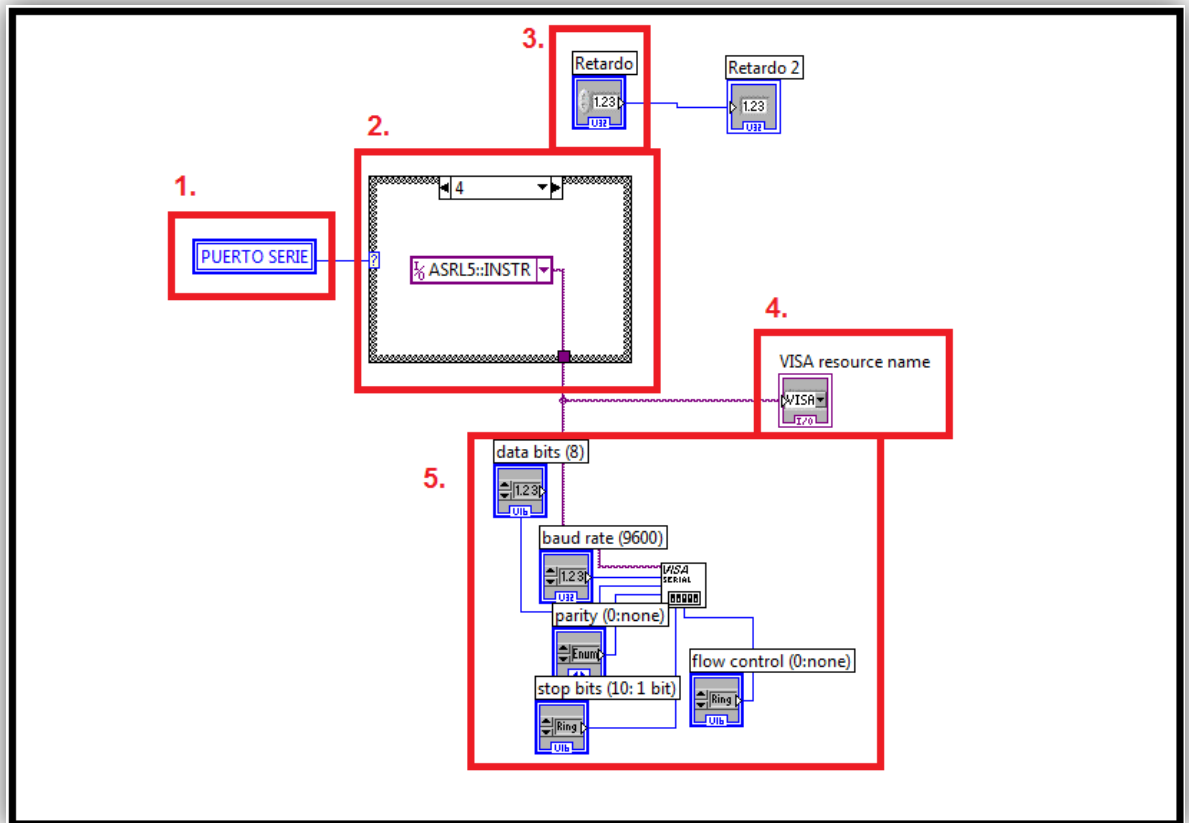 3.
Retardo
1.23
U32
Retardo 2
1.23
U32
2.
4
1.
PUERTO SERIE
?
I/O ASRL5::INSTR
4.
VISA resource name
VISA
I/O
5.
data bits (8)
1.23
U16
baud rate (9600)
1.23
U32
VISA
SERIAL
parity (0:none)
Enum
flow control (0:none)
Ring
U16
stop bits (10: 1 bit)
Ring
U16